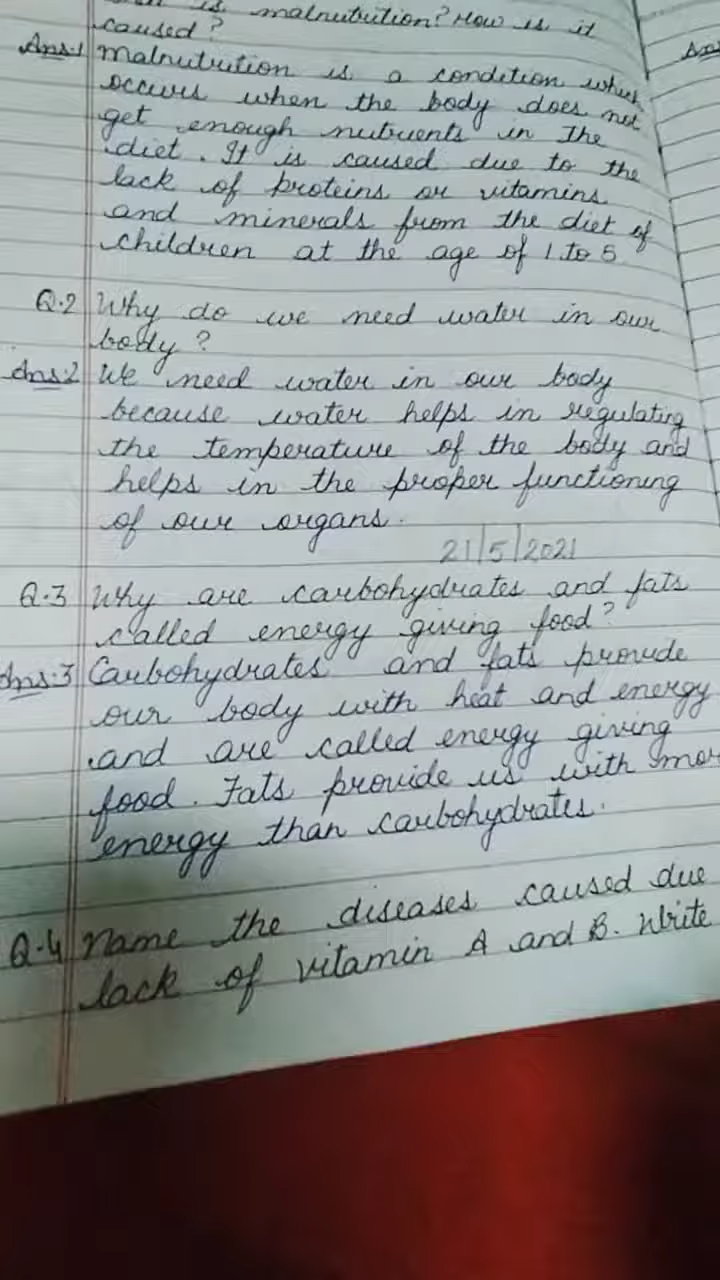 is malnutrition? How is it
caused?
Ans:1 Malnutrition is a condition which
occurs when the body does not
get enough nutrients in the
diet. It is caused due to the
lack of proteins or vitamins
and minerals from the diet of
children at the age of 1 to 5
Q.2 Why do we need water in our
body?
Ans:2 We need water in our body
because water helps in regulating
the temperature of the body and
helps in the proper functioning
of our organs.
21/5/2021
Q.3 Why are carbohydrates and fats
called energy giving food?
Ans:3 Carbohydrates and fats provide
our body with heat and energy
and are called energy giving
food. Fats provide us with mor
energy than carbohydrates.
Q.4 Name the diseases caused due
lack of vitamin A and B. Write